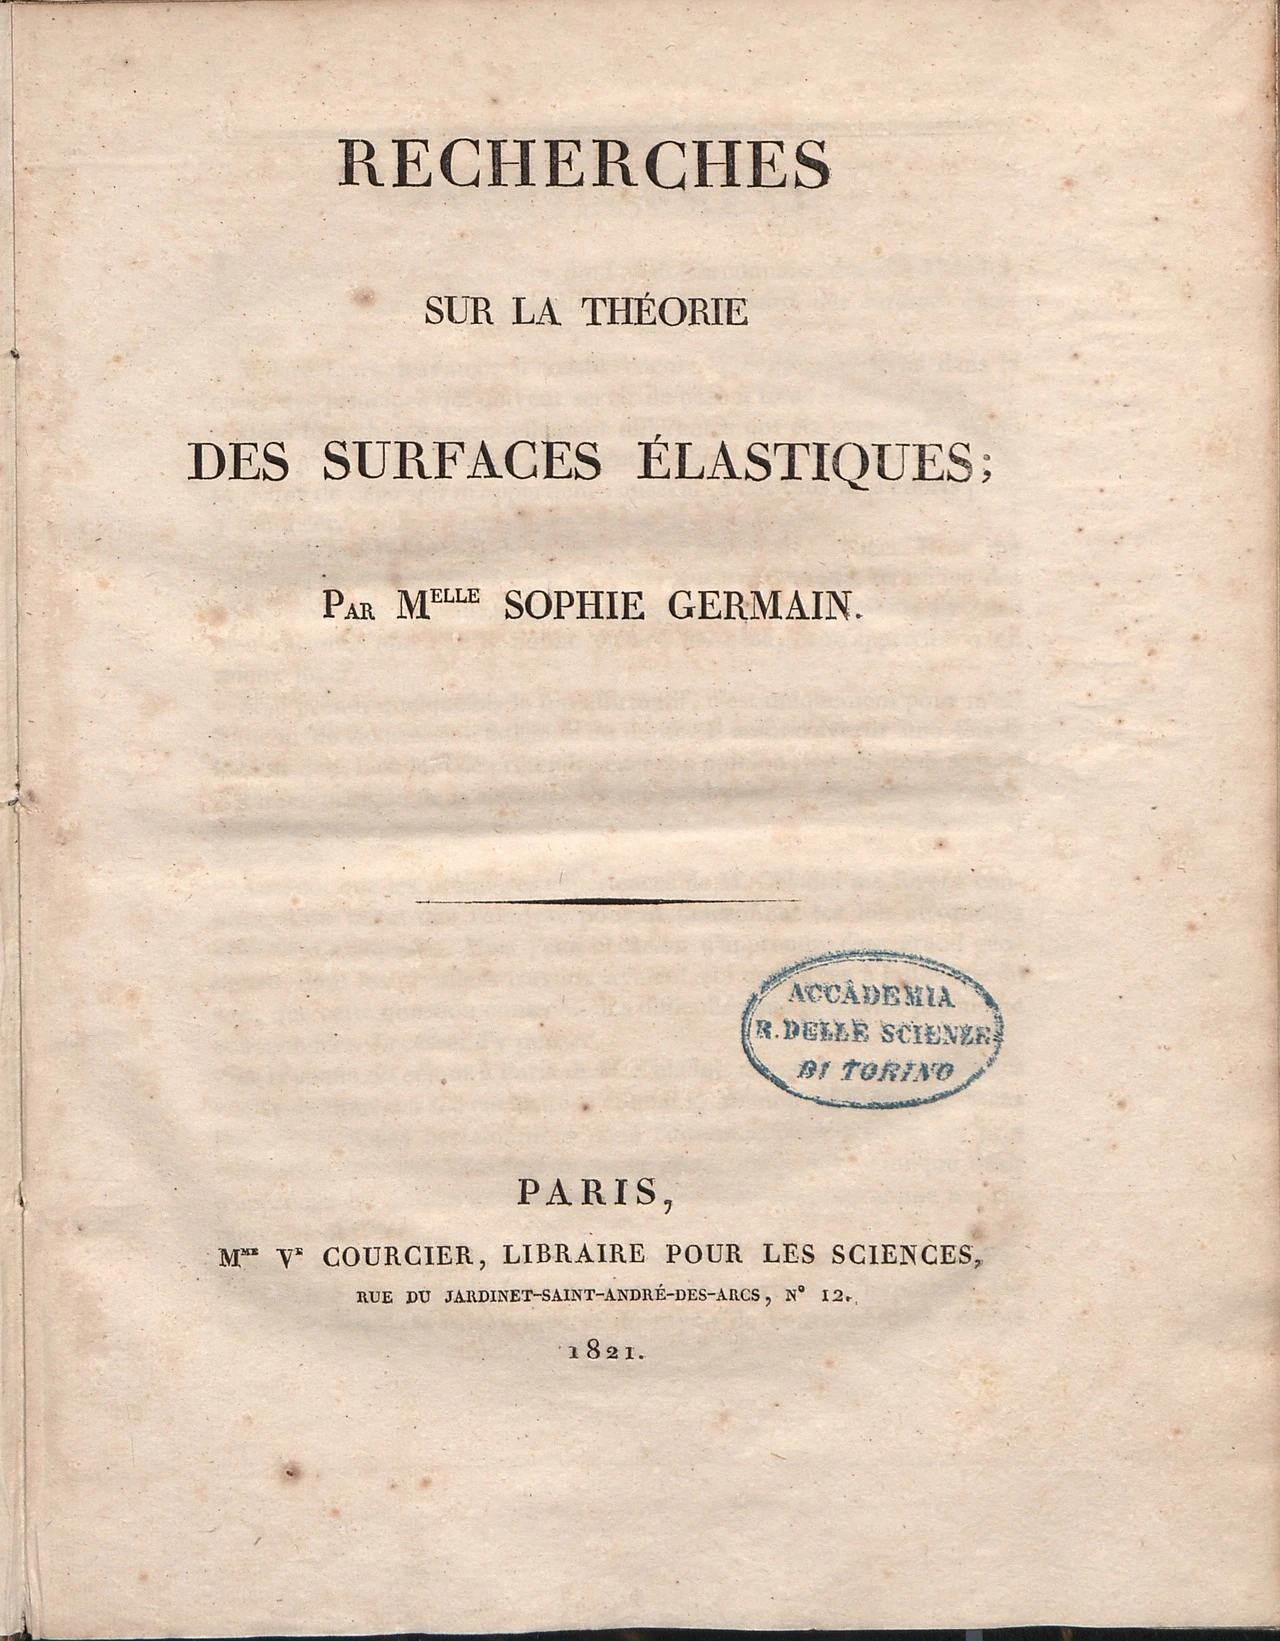 RECHERCHES
SUR LA THÉORIE
DES SURFACES ÉLASTIQUES;
PAR MELLE SOPHIE GERMAIN.
ACCADEMIA
R. DELLE SCIENZE
DI TORINO
PARIS,
MME VE COURCIER, LIBRAIRE POUR LES SCIENCES,
RUE DU JARDINET-SAINT-ANDRÉ-DES-ARCS, N° 12.
1821.